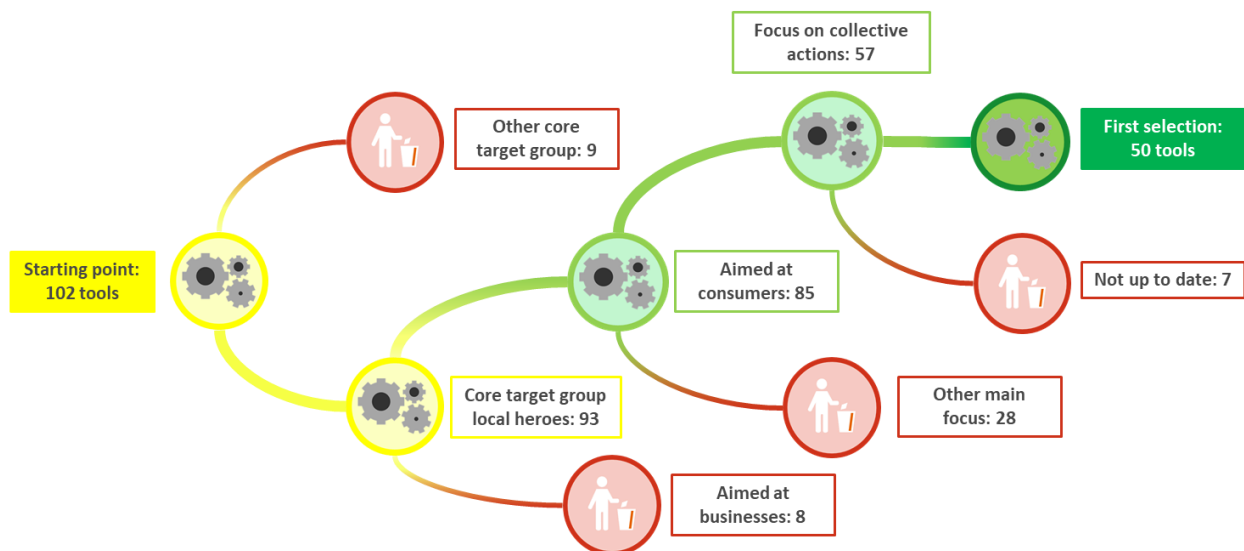 Focus on collective
actions: 57
Other core
target group: 9
First selection:
50 tools
Starting point:
102 tools
Aimed at
consumers: 85
Not up to date: 7
Core target group
local heroes: 93
Other main
focus: 28
Aimed at
businesses: 8